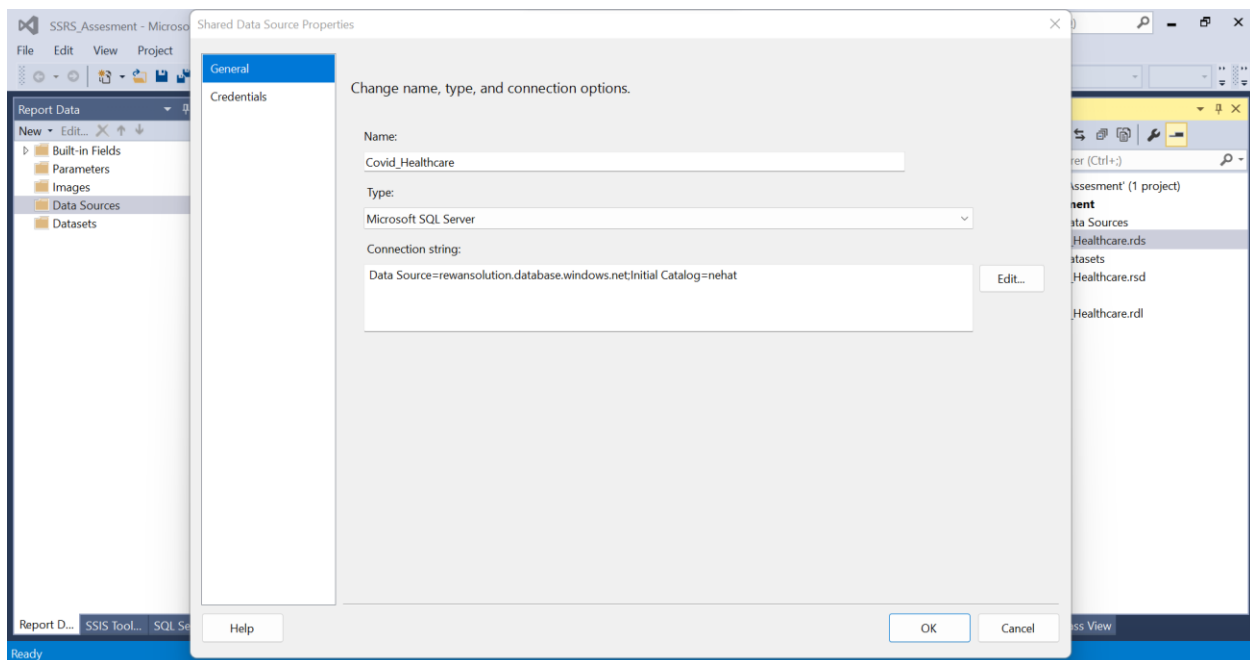 SSRS_Assesment - Microso
Shared Data Source Properties
File Edit View Project
General
Credentials
Change name, type, and connection options.
Name:
Covid_Healthcare
Type:
Microsoft SQL Server
Connection string:
Data Source=rewansolution.database.windows.net;Initial Catalog=nehat
Edit...
Help
OK
Cancel
Report Data
New Edit...
Built-in Fields
Parameters
Images
Data Sources
Datasets
Report D... SSIS Tool... SQL Se
Ready
rer (Ctrl+;)
Assesment' (1 project)
ment
ata Sources
_Healthcare.rds
atasets
_Healthcare.rsd
_Healthcare.rdl
ass View